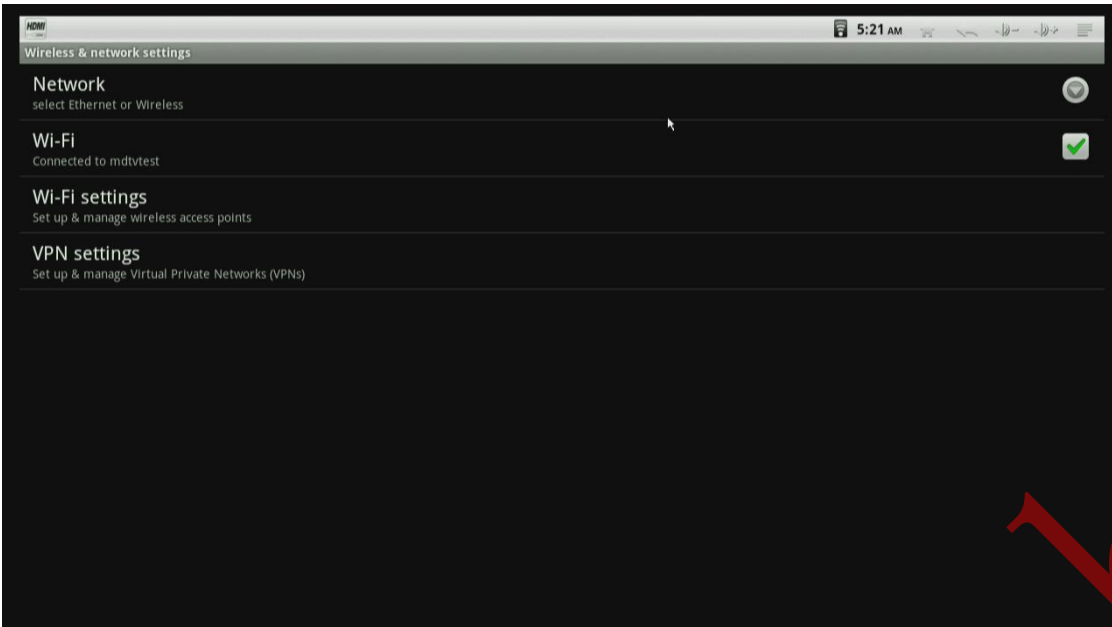 HDMI
5:21 AM
Wireless & network settings
Network
select Ethernet or Wireless
Wi-Fi
Connected to mdtvtest
Wi-Fi settings
Set up & manage wireless access points
VPN settings
Set up & manage Virtual Private Networks (VPNs)